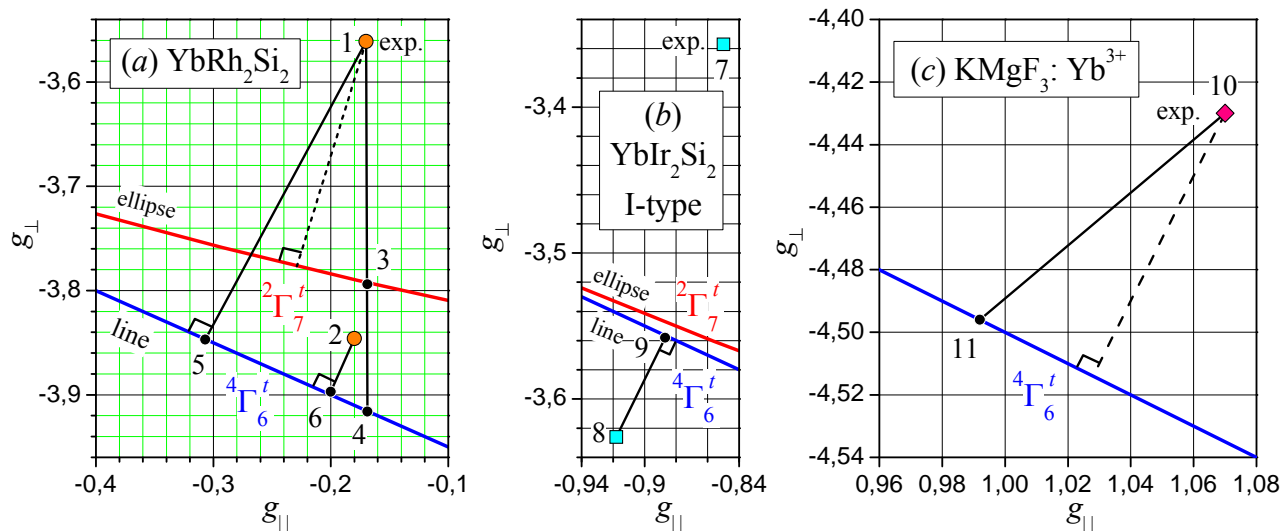 (a) YbRh₂Si₂
1
exp.
-3,6
-3,7
-3,8
-3,9
g⊥
ellipse
3
²Γ₇ᵗ
line
2
5
⁴Γ₆ᵗ
6
4
-0,4
-0,3
-0,2
-0,1
g||
exp.
7
(b)
YbIr₂Si₂
I-type
-3,4
-3,5
-3,6
g⊥
ellipse
²Γ₇ᵗ
line
9
⁴Γ₆ᵗ
8
-0,94
-0,89
-0,84
g||
(c) KMgF₃: Yb³⁺
10
exp.
-4,40
-4,42
-4,44
-4,46
-4,48
-4,50
-4,52
-4,54
g⊥
11
⁴Γ₆ᵗ
0,96
0,98
1,00
1,02
1,04
1,06
1,08
g||